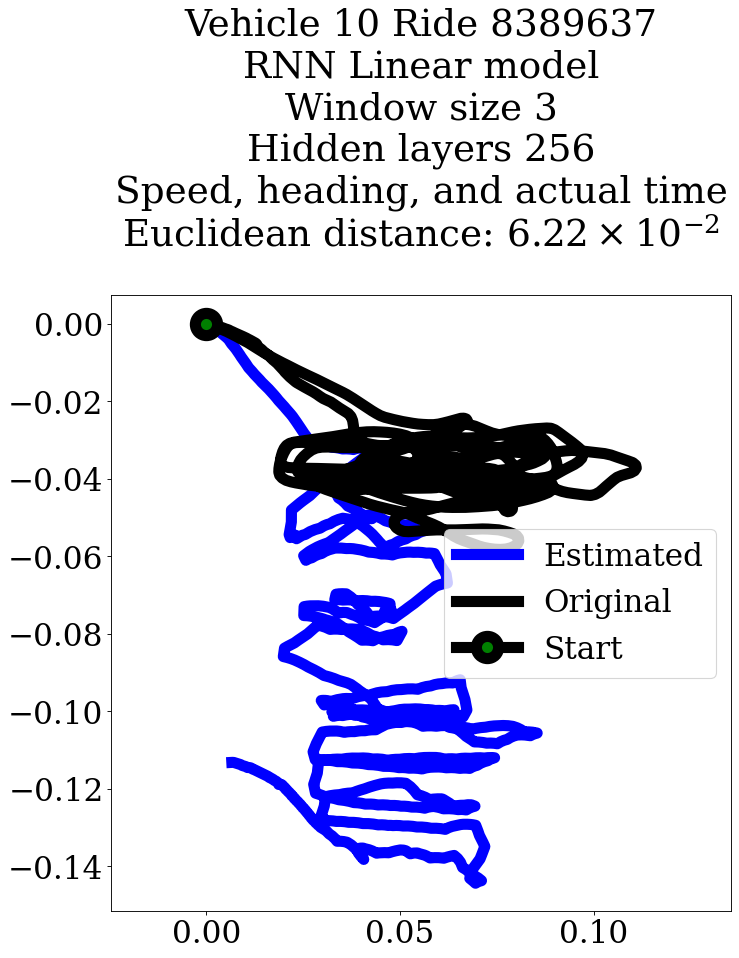 Vehicle 10 Ride 8389637
RNN Linear model
Window size 3
Hidden layers 256
Speed, heading, and actual time
Euclidean distance: 6.22 × 10⁻²
0.00
−0.02
−0.04
−0.06
−0.08
−0.10
−0.12
−0.14
Estimated
Original
Start
0.00 0.05 0.10